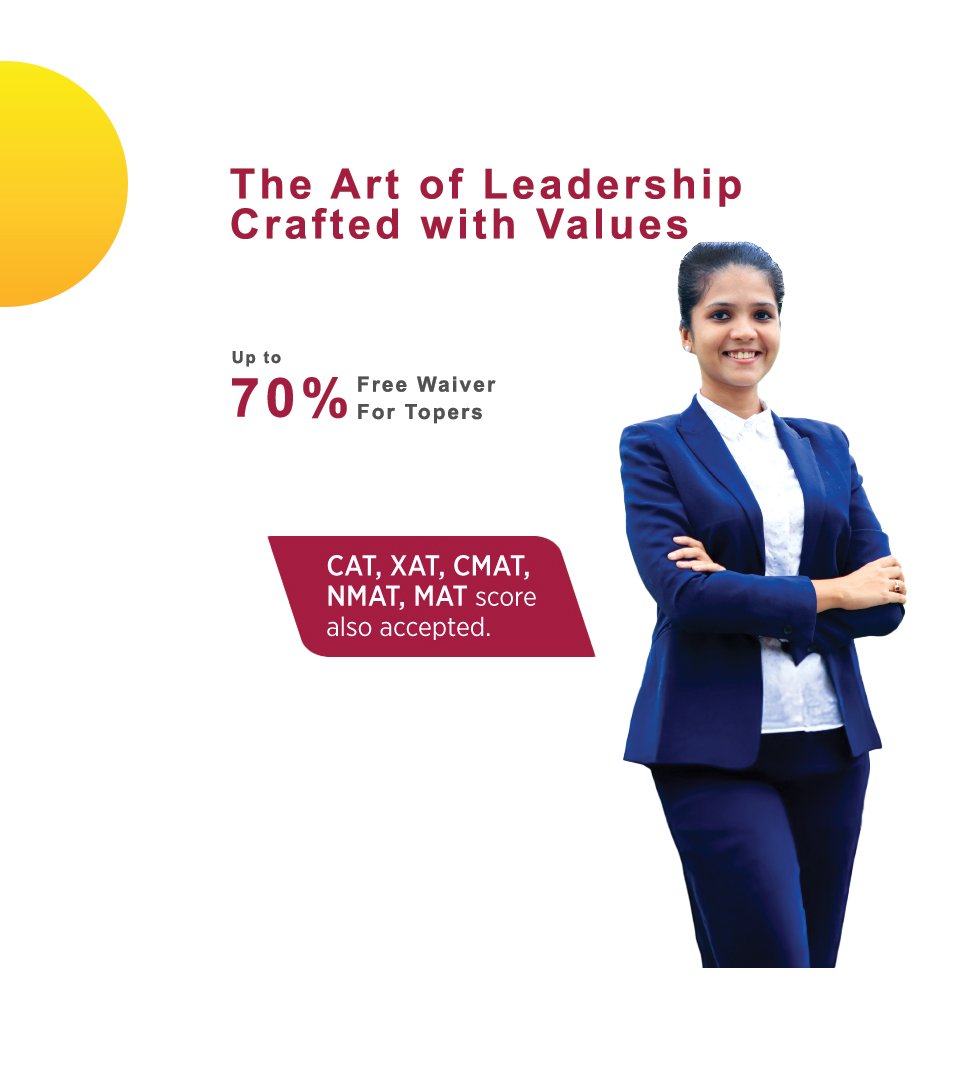 The Art of Leadership
Crafted with Values
Up to
70% Free Waiver
For Topers
CAT, XAT, CMAT,
NMAT, MAT score
also accepted.